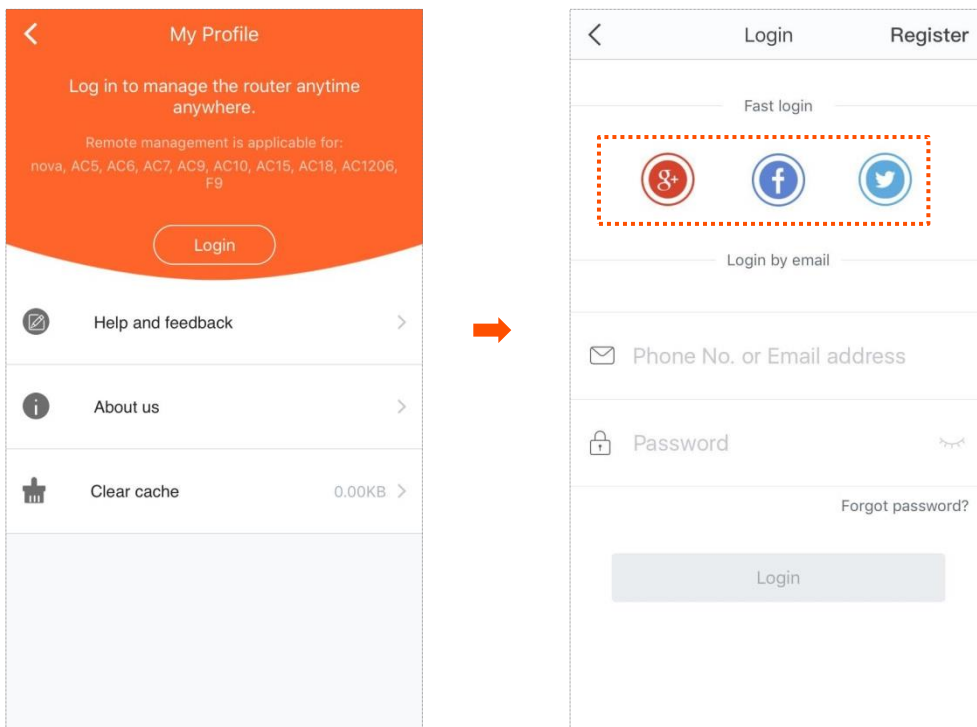 My Profile
Log in to manage the router anytime
anywhere.
Remote management is applicable for:
nova, AC5, AC6, AC7, AC9, AC10, AC15, AC18, AC1206,
F9
Login
Help and feedback
About us
Clear cache 0.00KB
Login Register
Fast login
g+ f
Login by email
Phone No. or Email address
Password
Forgot password?
Login